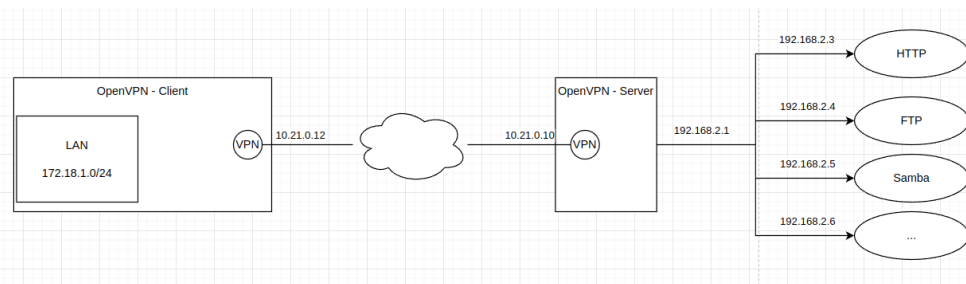 OpenVPN - Client
LAN
172.18.1.0/24
VPN
10.21.0.12
10.21.0.10
OpenVPN - Server
VPN
192.168.2.1
192.168.2.3
HTTP
192.168.2.4
FTP
192.168.2.5
Samba
192.168.2.6
...